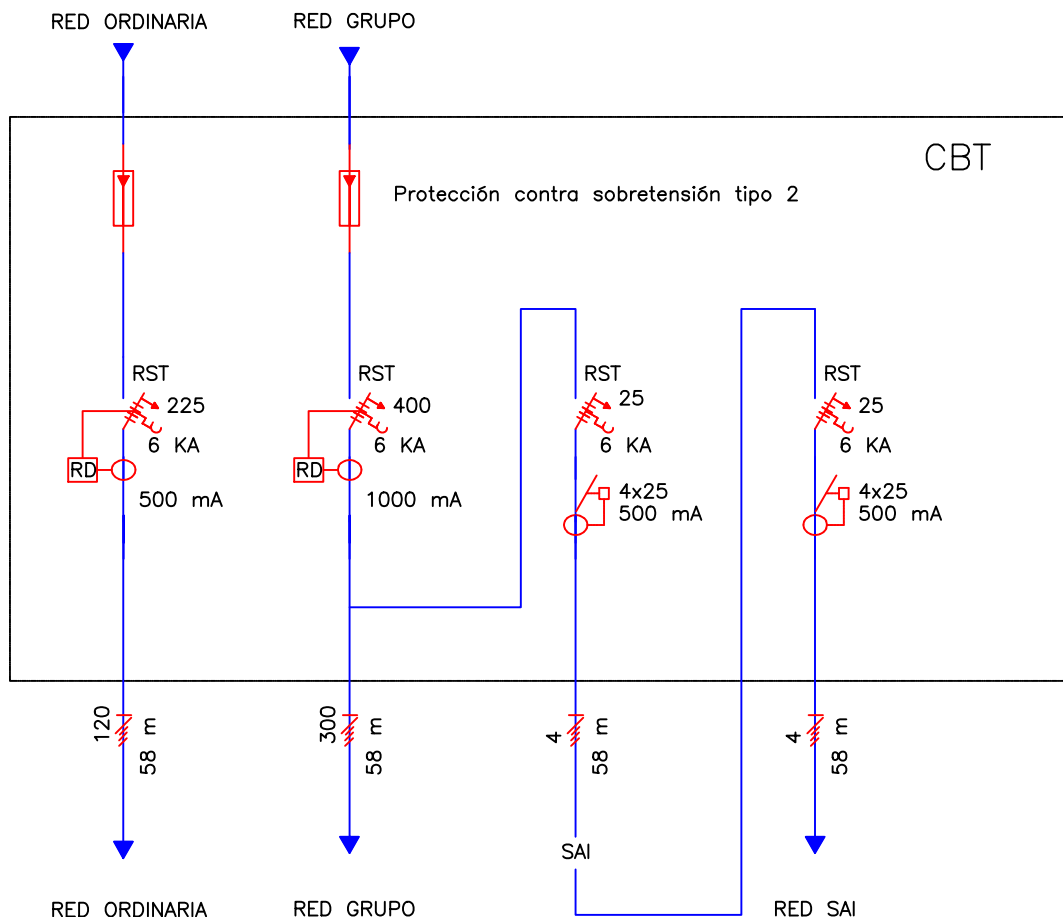 RED ORDINARIA
RED GRUPO
CBT
Protección contra sobretensión tipo 2
RST
225
6 KA
RD
500 mA
RST
400
6 KA
RD
1000 mA
RST
25
6 KA
4x25
500 mA
RST
25
6 KA
4x25
500 mA
120
58 m
300
58 m
4
58 m
4
58 m
SAI
RED ORDINARIA
RED GRUPO
RED SAI